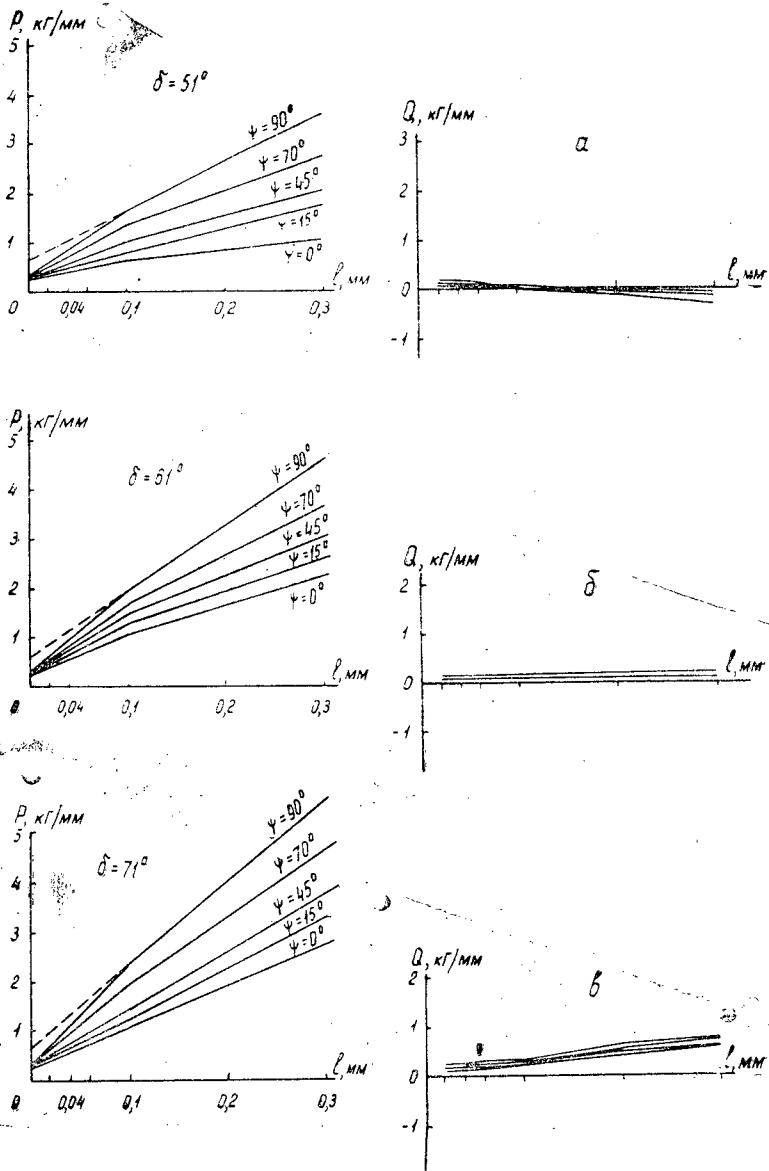 P, кг/мм
5
4
3
2
1
0
0,04
0,1
0,2
0,3
ℓ, мм
δ = 51°
ψ = 90°
ψ = 70°
ψ = 45°
ψ = 15°
ψ = 0°
Q, кг/мм
3
2
1
0
-1
ℓ, мм
а
P, кг/мм
5
4
3
2
1
0
0,04
0,1
0,2
0,3
ℓ, мм
δ = 61°
ψ = 90°
ψ = 70°
ψ = 45°
ψ = 15°
ψ = 0°
Q, кг/мм
2
1
0
-1
ℓ, мм
б
P, кг/мм
5
4
3
2
1
0
0,04
0,1
0,2
0,3
ℓ, мм
δ = 71°
ψ = 90°
ψ = 70°
ψ = 45°
ψ = 15°
ψ = 0°
Q, кг/мм
2
1
0
-1
ℓ, мм
в